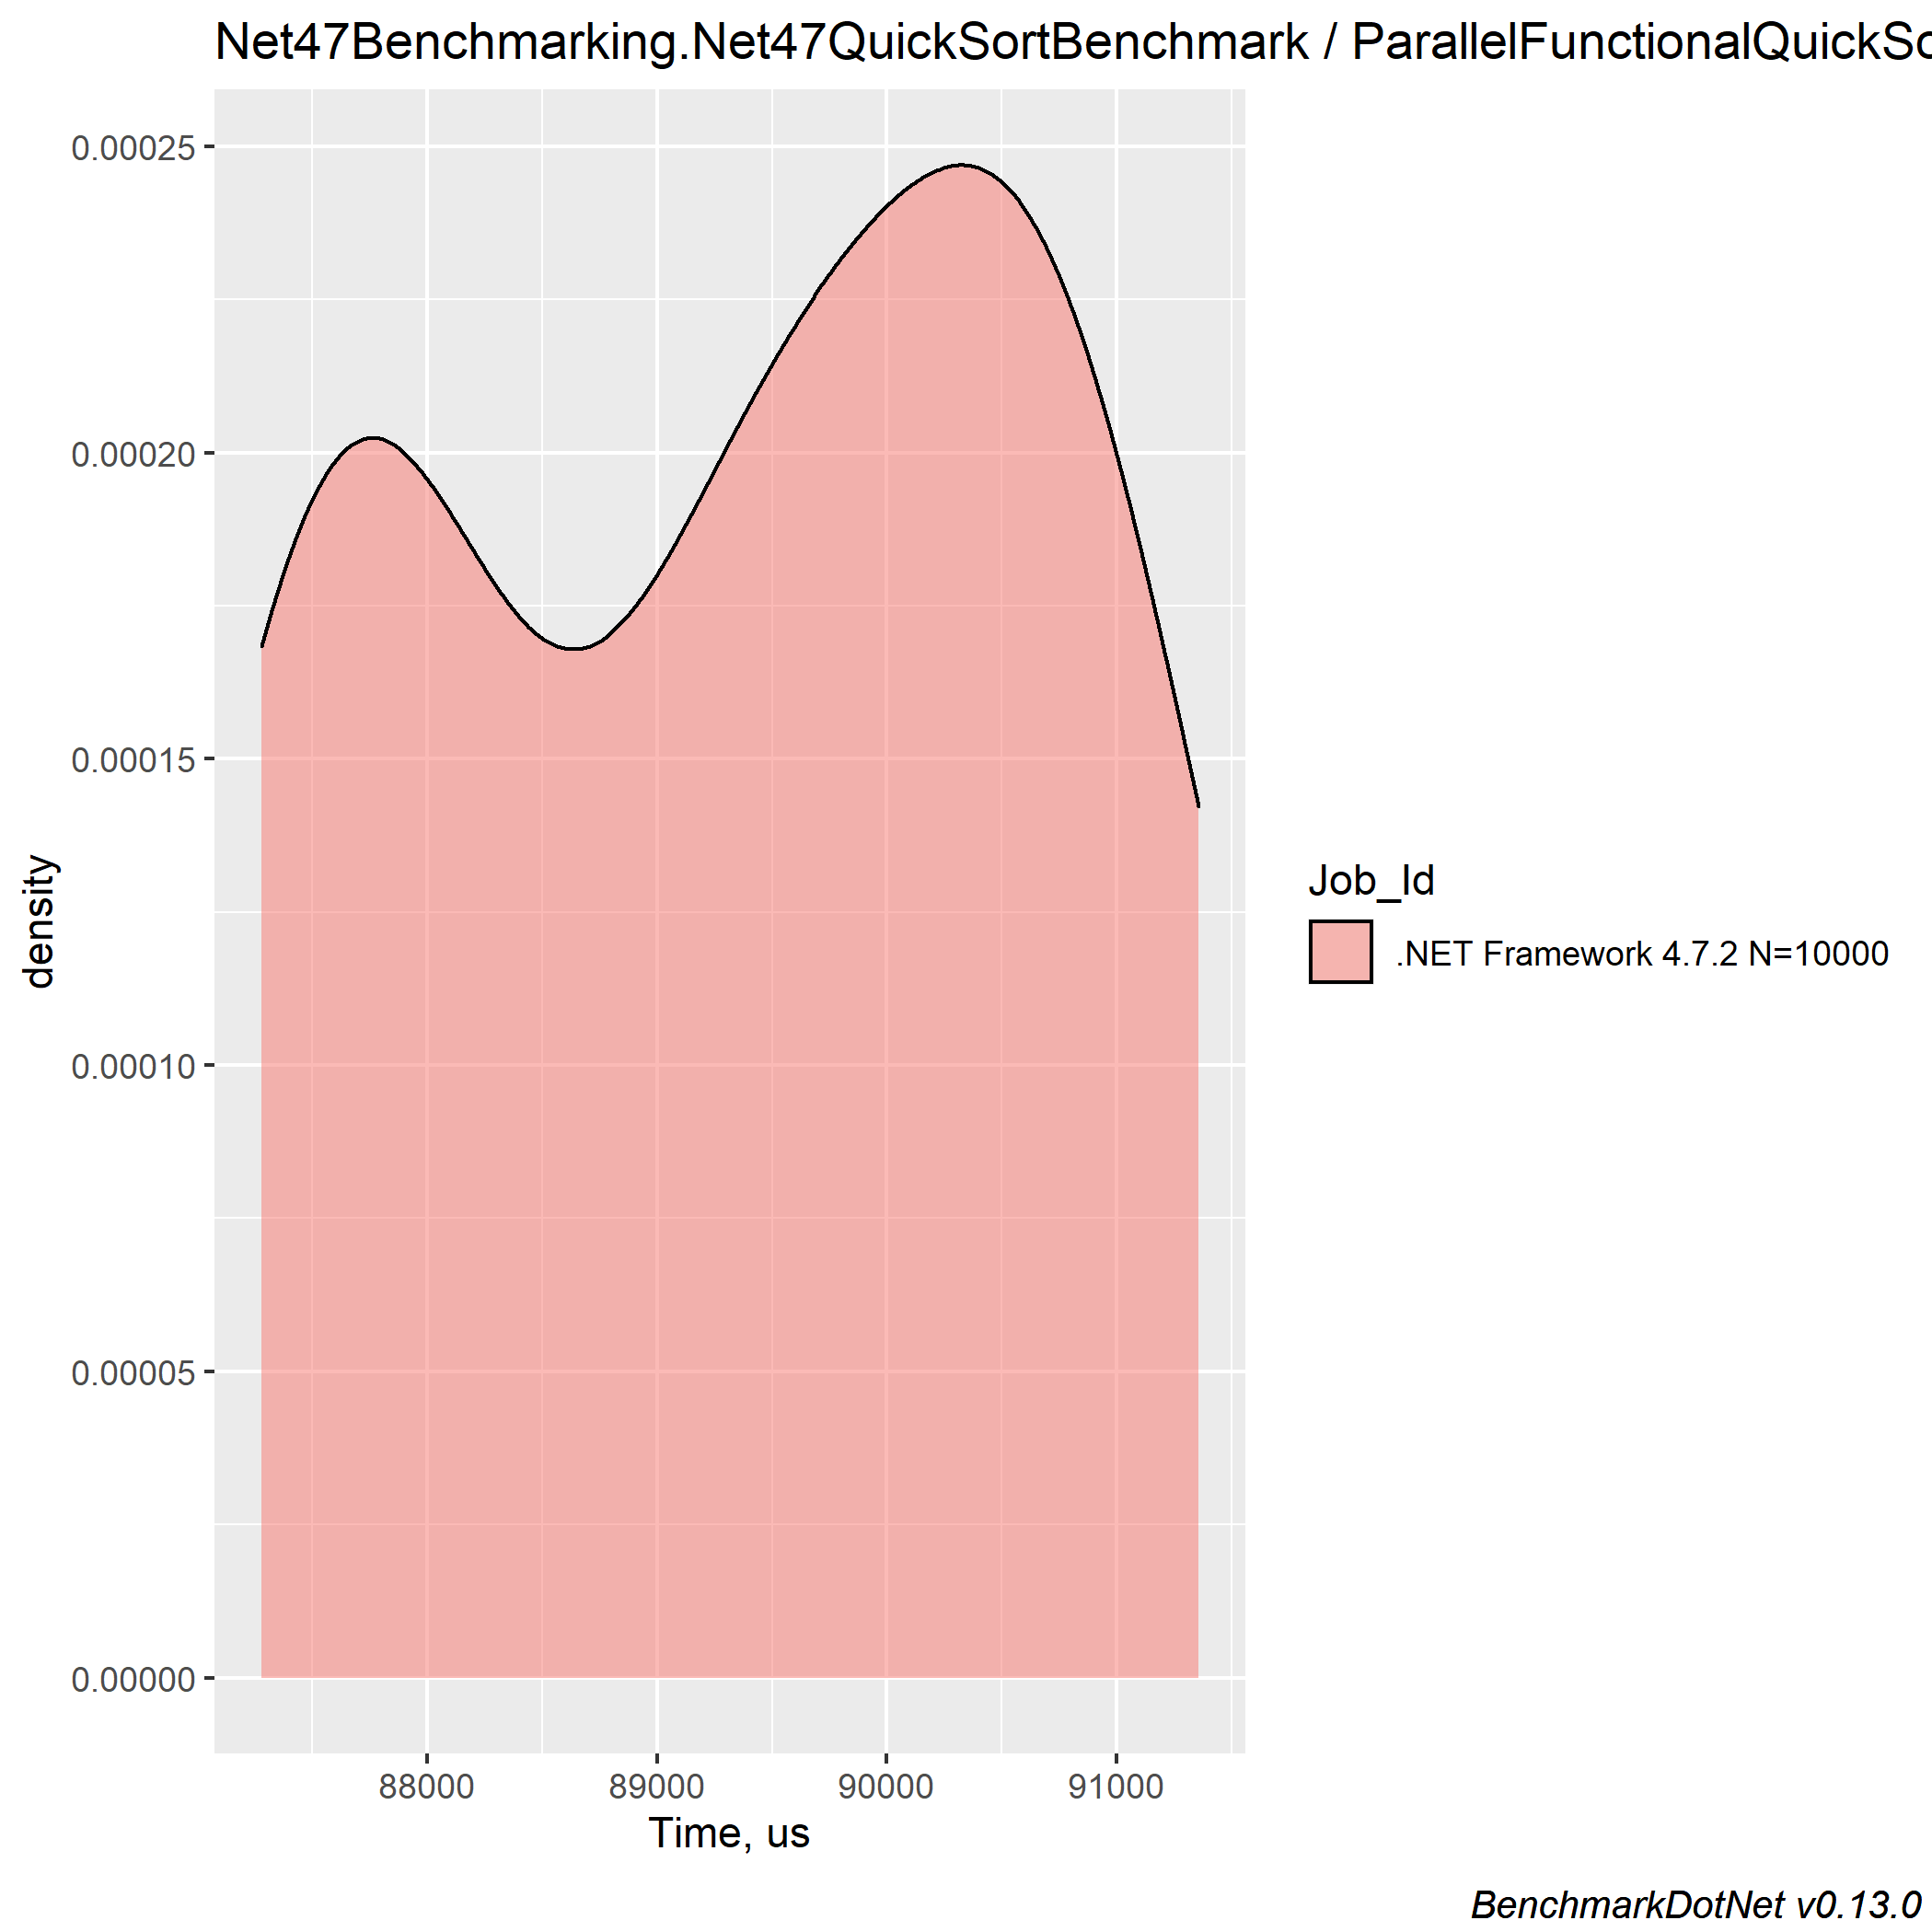 Net47Benchmarking.Net47QuickSortBenchmark / ParallelFunctionalQuickSo
0.00025
0.00020
0.00015
0.00010
0.00005
0.00000
density
88000 89000 90000 91000
Time, us
Job_Id
.NET Framework 4.7.2 N=10000
BenchmarkDotNet v0.13.0